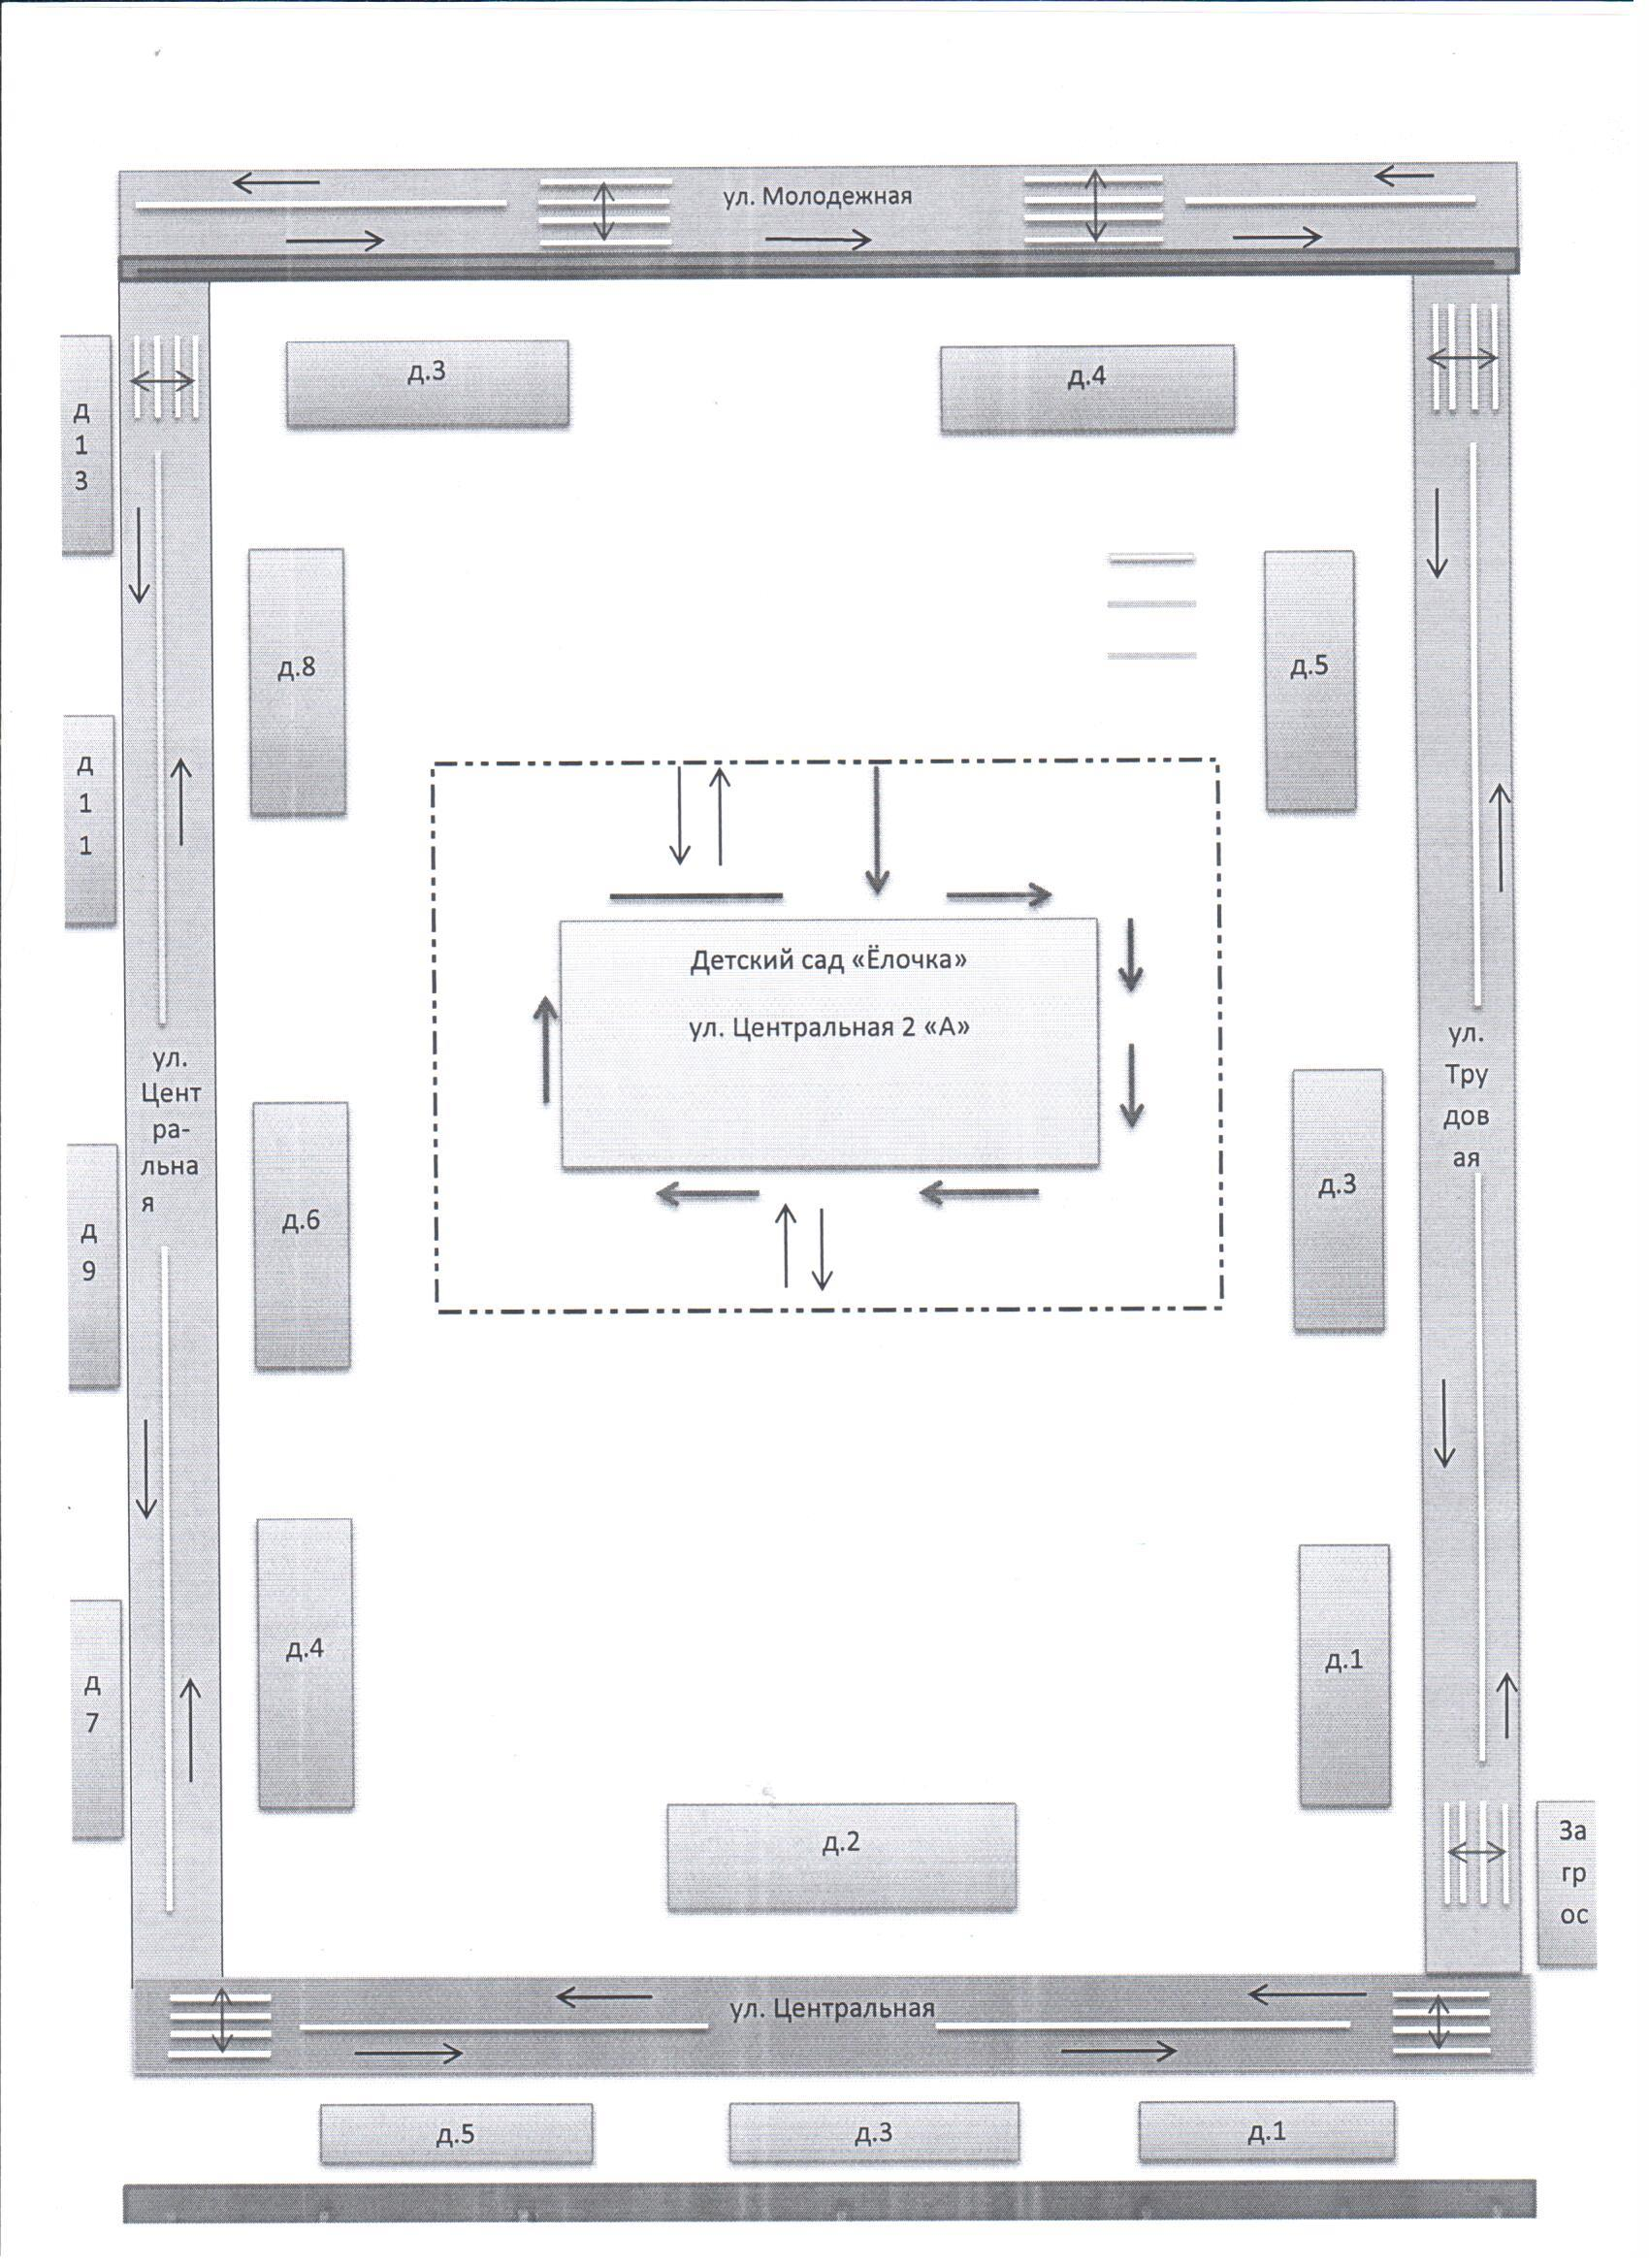 ул. Молодежная
д.3
д.4
д
1
3
д.8
д.5
д
1
1
Детский сад «Ёлочка»
ул. Центральная 2 «А»
ул.
Цент
ра-
льна
я
ул.
Тру
дов
ая
д.6
д.3
д
9
д.4
д.1
д
7
д.2
За
гр
ос
ул. Центральная
д.5
д.3
д.1